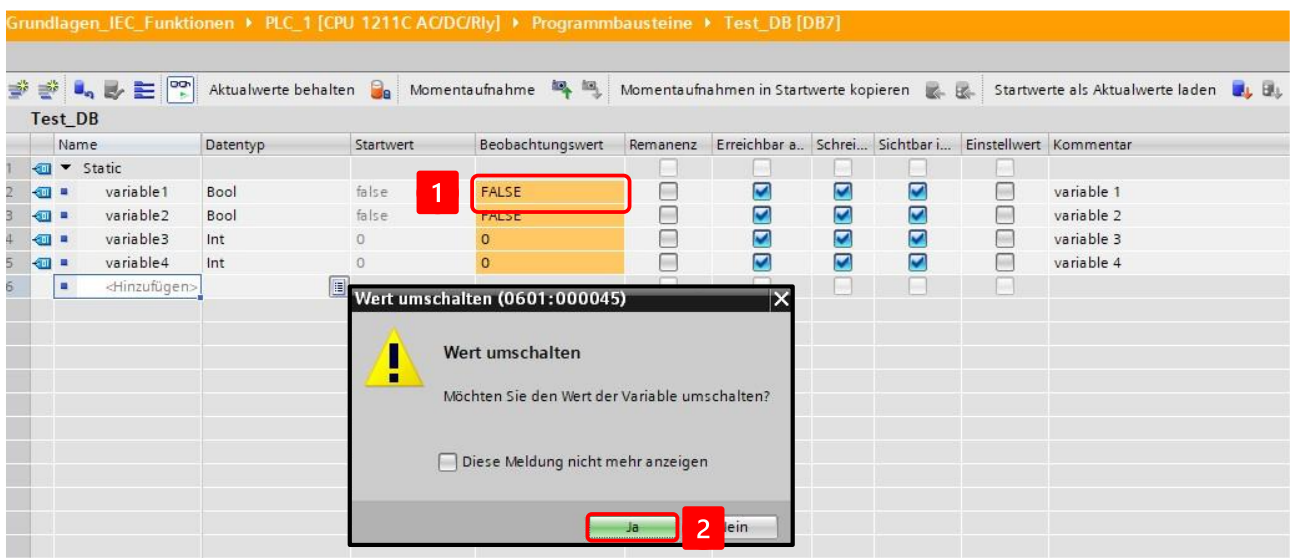 Grundlagen_IEC_Funktionen ▸ PLC_1 [CPU 1211C AC/DC/Rly] ▸ Programmbausteine ▸ Test_DB [DB7]
Aktualwerte behalten Momentaufnahme Momentaufnahmen in Startwerte kopieren Startwerte als Aktualwerte laden
Test_DB
Name Datentyp Startwert Beobachtungswert Remanenz Erreichbar a... Schrei... Sichtbar i... Einstellwert Kommentar
1 Static
2 variable1 Bool false 1 FALSE variable 1
3 variable2 Bool false FALSE variable 2
4 variable3 Int 0 0 variable 3
5 variable4 Int 0 0 variable 4
6 <Hinzufügen>
Wert umschalten (0601:000045)
Wert umschalten
Möchten Sie den Wert der Variable umschalten?
Diese Meldung nicht mehr anzeigen
Ja 2 lein